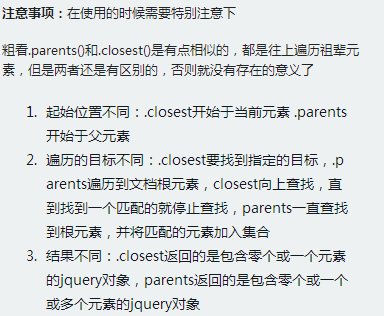 注意事项：在使用的时候需要特别注意下
粗看.parents()和.closest()是有点相似的，都是往上遍历祖辈元
素，但是两者还是有区别的，否则就没有存在的意义了
1. 起始位置不同：.closest开始于当前元素 .parents
开始于父元素
2. 遍历的目标不同：.closest要找到指定的目标，.p
arents遍历到文档根元素，closest向上查找，直
到找到一个匹配的就停止查找，parents一直查找
到根元素，并将匹配的元素加入集合
3. 结果不同：.closest返回的是包含零个或一个元素
的jquery对象，parents返回的是包含零个或一个
或多个元素的jquery对象